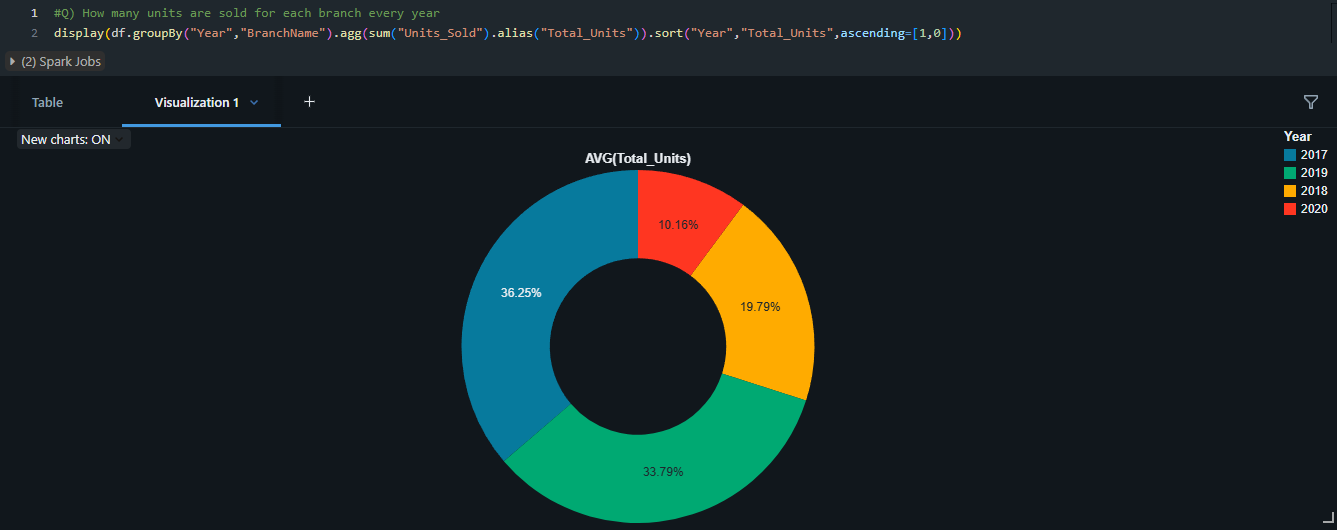 1 #Q) How many units are sold for each branch every year
2 display(df.groupBy("Year","BranchName").agg(sum("Units_Sold").alias("Total_Units")).sort("Year","Total_Units",ascending=[1,0]))
(2) Spark Jobs
Table Visualization 1 +
New charts: ON
AVG(Total_Units)
Year
2017
2019
2018
2020
10.16%
36.25%
19.79%
33.79%